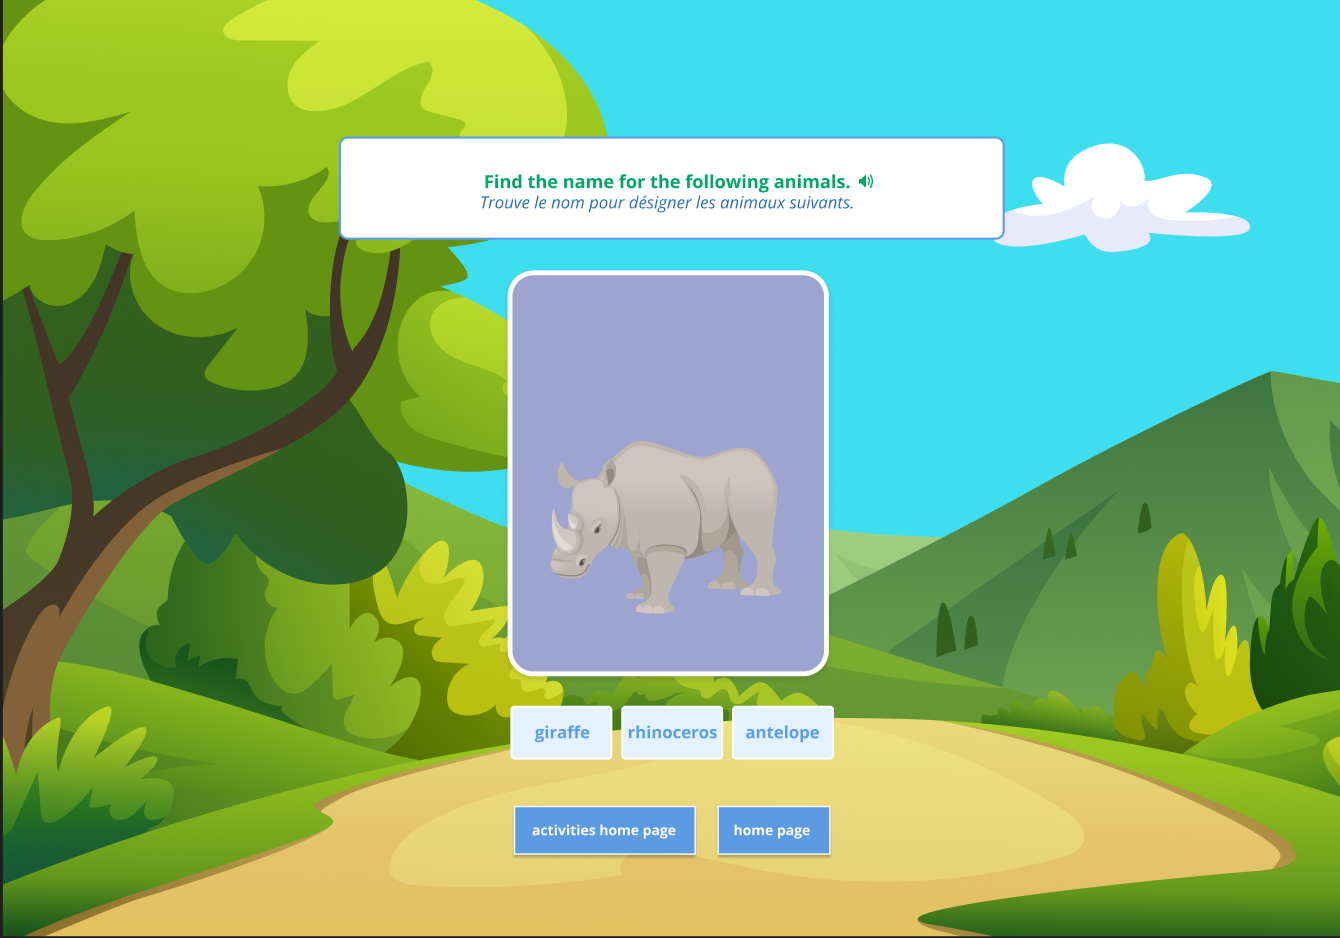 Find the name for the following animals.
Trouve le nom pour désigner les animaux suivants.
giraffe
rhinoceros
antelope
activities home page
home page